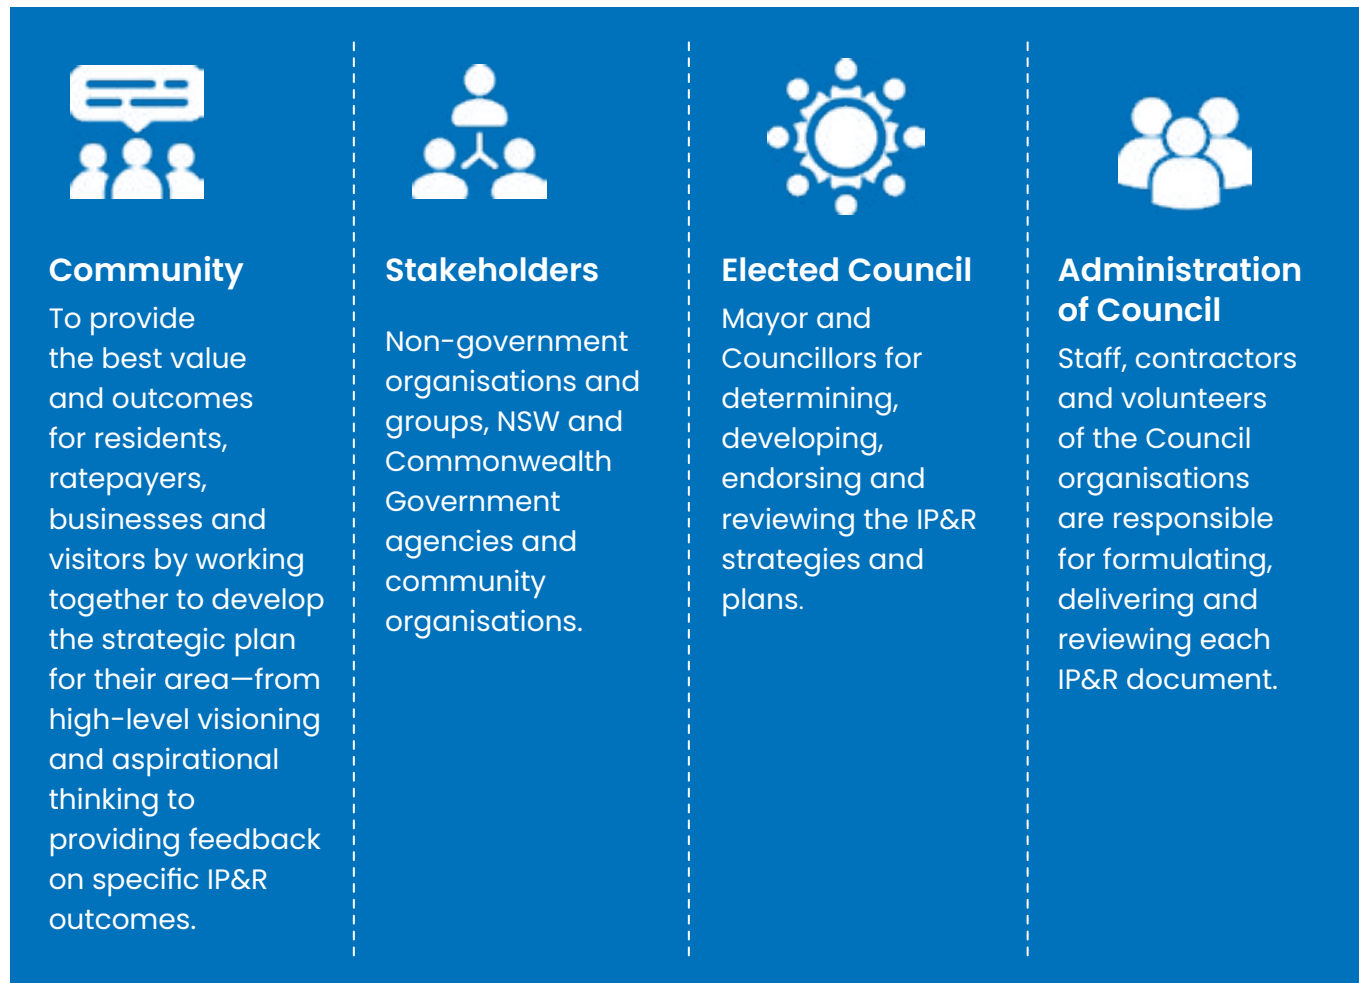 Community
To provide
the best value
and outcomes
for residents,
ratepayers,
businesses and
visitors by working
together to develop
the strategic plan
for their area—from
high-level visioning
and aspirational
thinking to
providing feedback
on specific IP&R
outcomes.
Stakeholders
Non-government
organisations and
groups, NSW and
Commonwealth
Government
agencies and
community
organisations.
Elected Council
Mayor and
Councillors for
determining,
developing,
endorsing and
reviewing the IP&R
strategies and
plans.
Administration
of Council
Staff, contractors
and volunteers
of the Council
organisations
are responsible
for formulating,
delivering and
reviewing each
IP&R document.